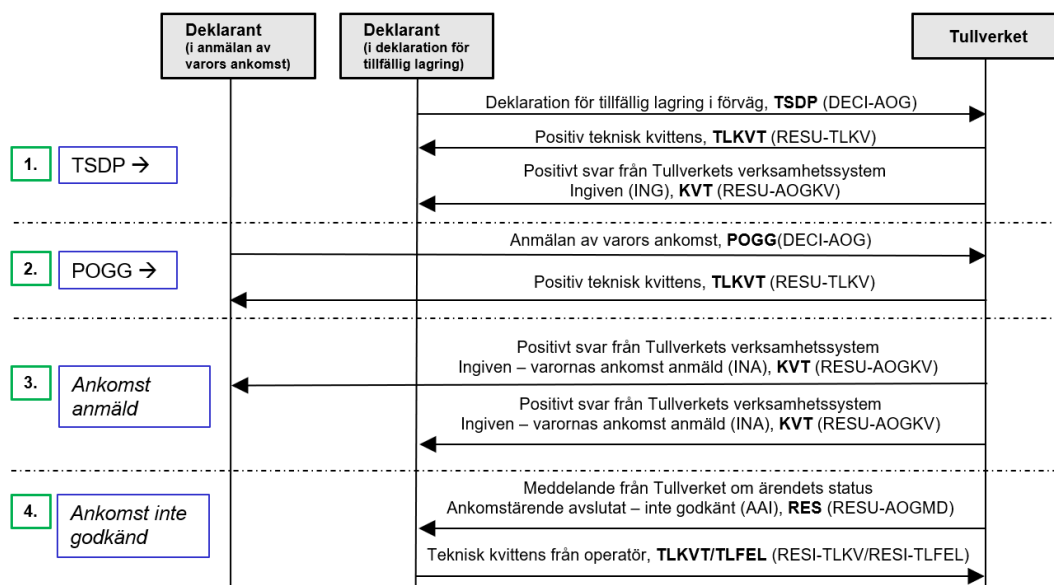 Deklarant
(i anmälan av
varors ankomst)
Deklarant
(i deklaration för
tillfällig lagring)
Tullverket
Deklaration för tillfällig lagring i förväg, TSDP (DECI-AOG)
Positiv teknisk kvittens, TLKVT (RESU-TLKV)
1.
TSDP →
Positivt svar från Tullverkets verksamhetssystem
Ingiven (ING), KVT (RESU-AOGKV)
Anmälan av varors ankomst, POGG(DECI-AOG)
2.
POGG →
Positiv teknisk kvittens, TLKVT (RESU-TLKV)
Positivt svar från Tullverkets verksamhetssystem
Ingiven – varornas ankomst anmäld (INA), KVT (RESU-AOGKV)
3.
Ankomst
anmäld
Positivt svar från Tullverkets verksamhetssystem
Ingiven – varornas ankomst anmäld (INA), KVT (RESU-AOGKV)
4.
Ankomst inte
godkänd
Meddelande från Tullverket om ärendets status
Ankomstärende avslutat – inte godkänt (AAI), RES (RESU-AOGMD)
Teknisk kvittens från operatör, TLKVT/TLFEL (RESI-TLKV/RESI-TLFEL)